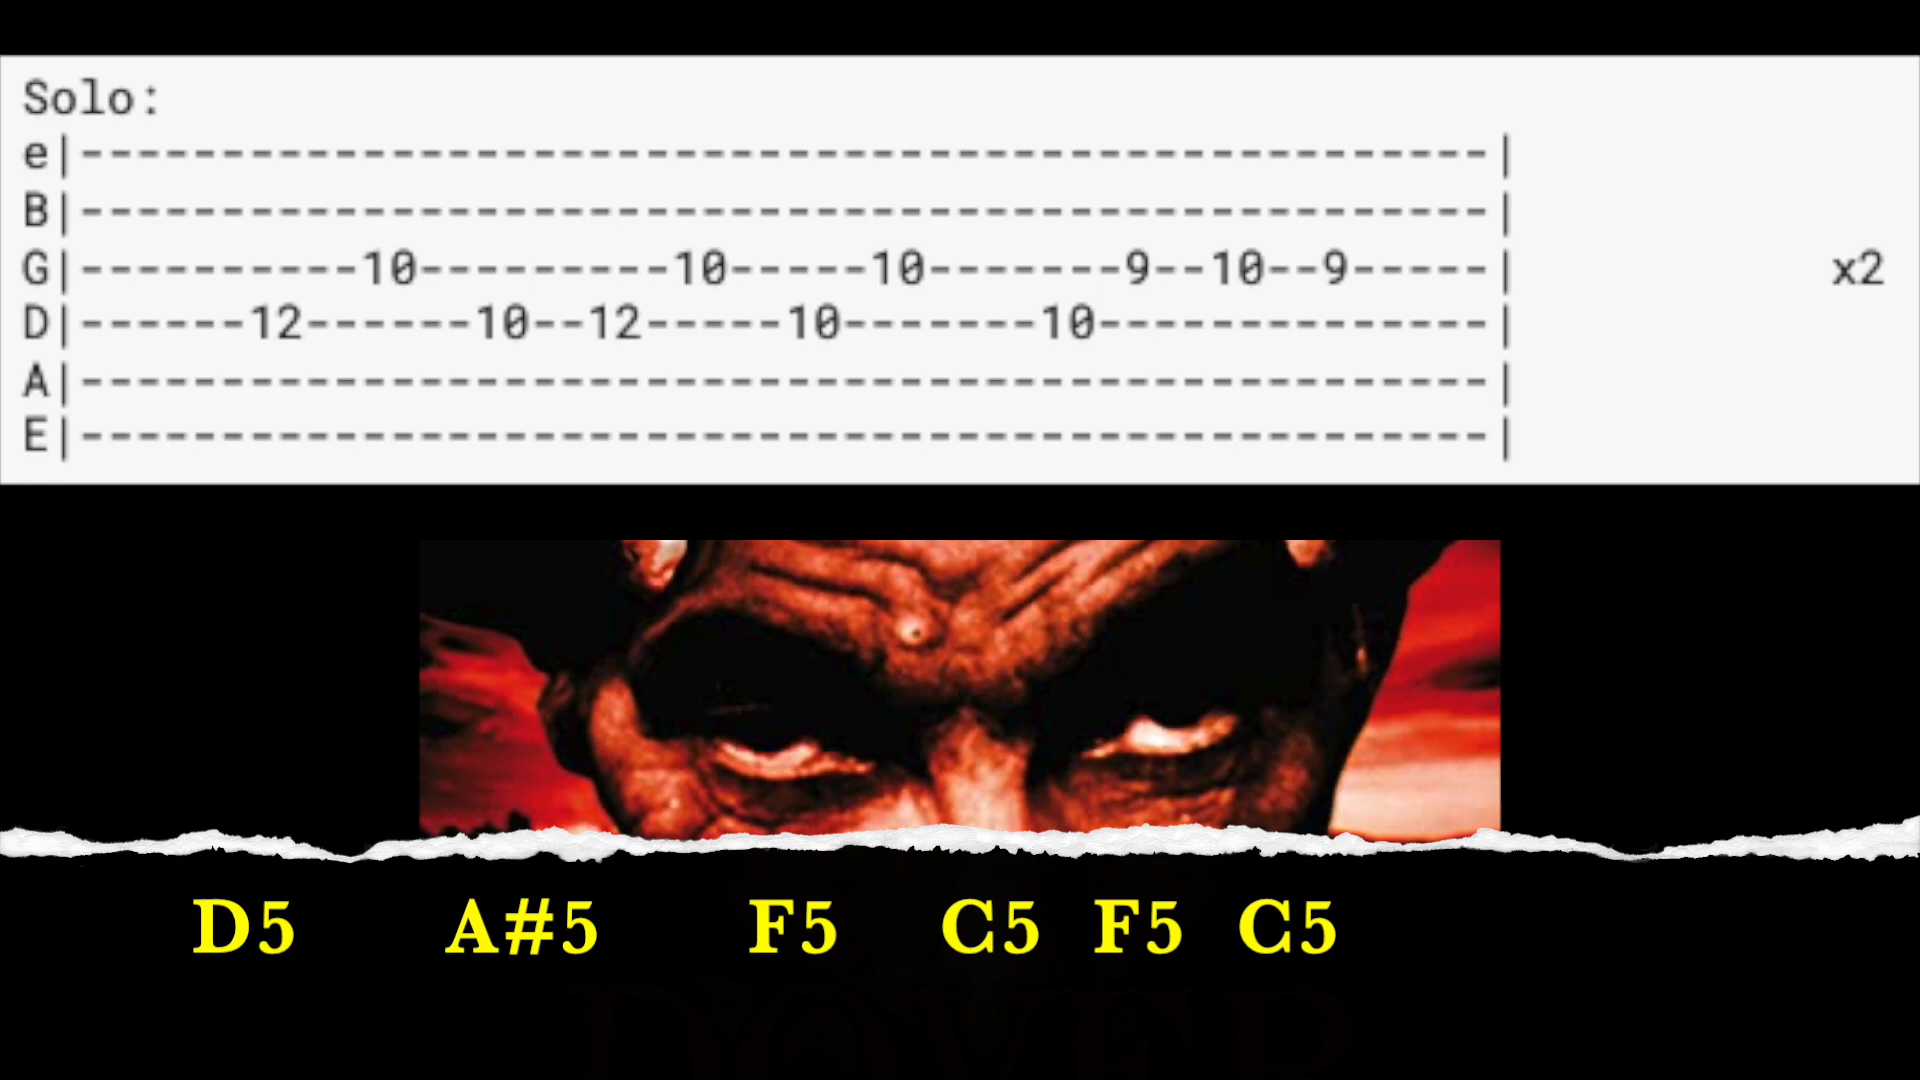 Solo:
e|--------------------------------------------------|
B|--------------------------------------------------|
G|----------10---------10-----10-------9--10--9-----| x2
D|------12------10--12-----10-------10--------------|
A|--------------------------------------------------|
E|--------------------------------------------------|
D5 A#5 F5 C5 F5 C5